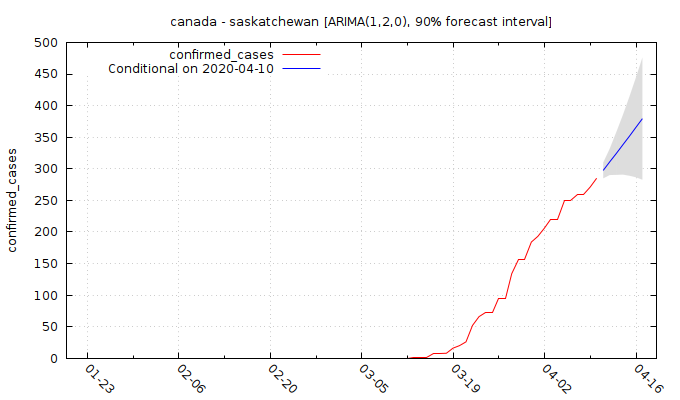 canada - saskatchewan [ARIMA(1,2,0), 90% forecast interval]
confirmed_cases
Conditional on 2020-04-10
confirmed_cases
500
450
400
350
300
250
200
150
100
50
0
01-23 02-06 02-20 03-05 03-19 04-02 04-16